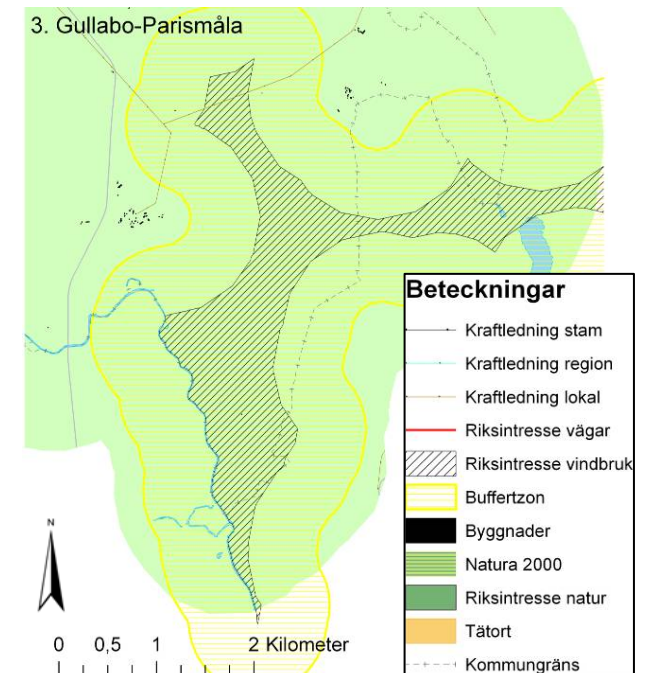 3. Gullabo-Parismåla
Beteckningar
Kraftledning stam
Kraftledning region
Kraftledning lokal
Riksintresse vägar
Riksintresse vindbruk
Buffertzon
Byggnader
Natura 2000
Riksintresse natur
Tätort
Kommungräns
N
0 0,5 1 2 Kilometer